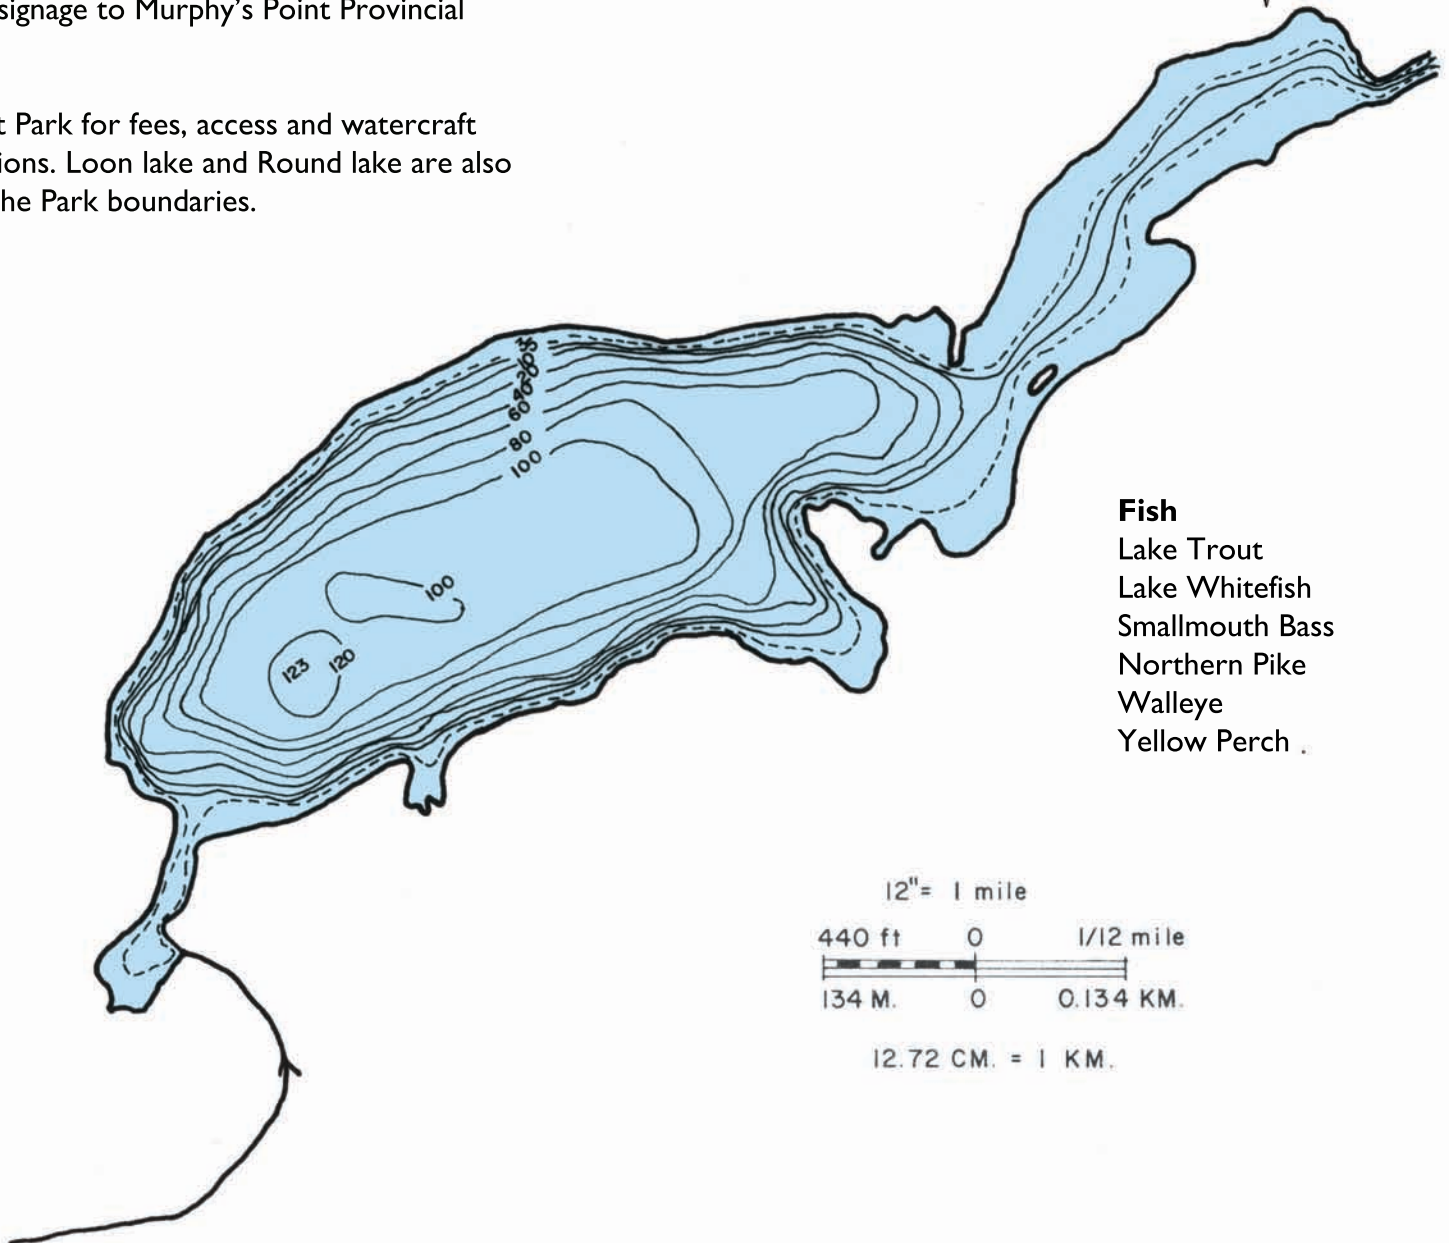 signage to Murphy's Point Provincial
t Park for fees, access and watercraft
ions. Loon lake and Round lake are also
he Park boundaries.
60
80
100
100
123
120
Fish
Lake Trout
Lake Whitefish
Smallmouth Bass
Northern Pike
Walleye
Yellow Perch .
12"= 1 mile
440 ft 0 1/12 mile
134 M. 0 0.134 KM.
12.72 CM. = 1 KM.